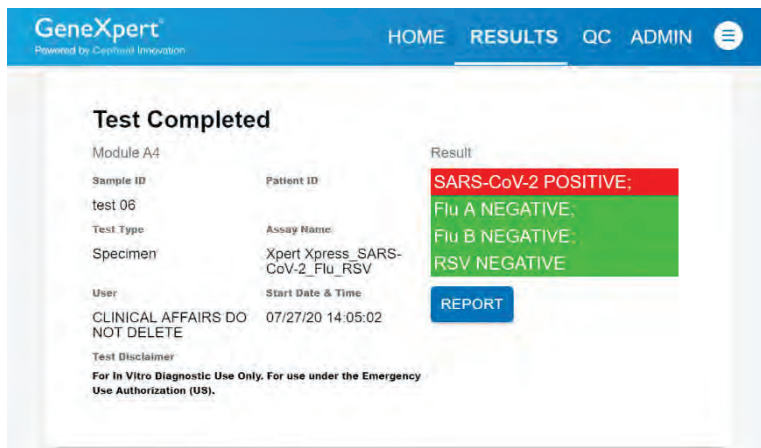 GeneXpert®
Powered by Cepheid Innovation
HOME RESULTS QC ADMIN
Test Completed
Module A4
Result
Sample ID Patient ID
SARS-CoV-2 POSITIVE;
test 06
Flu A NEGATIVE;
Test Type Assay Name
Flu B NEGATIVE;
Specimen Xpert Xpress_SARS-
CoV-2_Flu_RSV
RSV NEGATIVE
User Start Date & Time
REPORT
CLINICAL AFFAIRS DO
NOT DELETE
07/27/20 14:05:02
Test Disclaimer
For In Vitro Diagnostic Use Only. For use under the Emergency
Use Authorization (US).